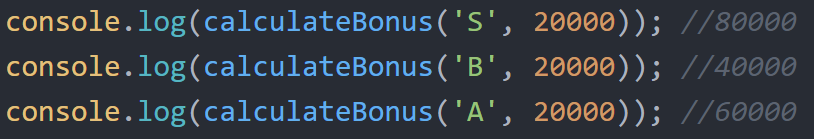 console.log(calculateBonus('S', 20000)); //80000
console.log(calculateBonus('B', 20000)); //40000
console.log(calculateBonus('A', 20000)); //60000